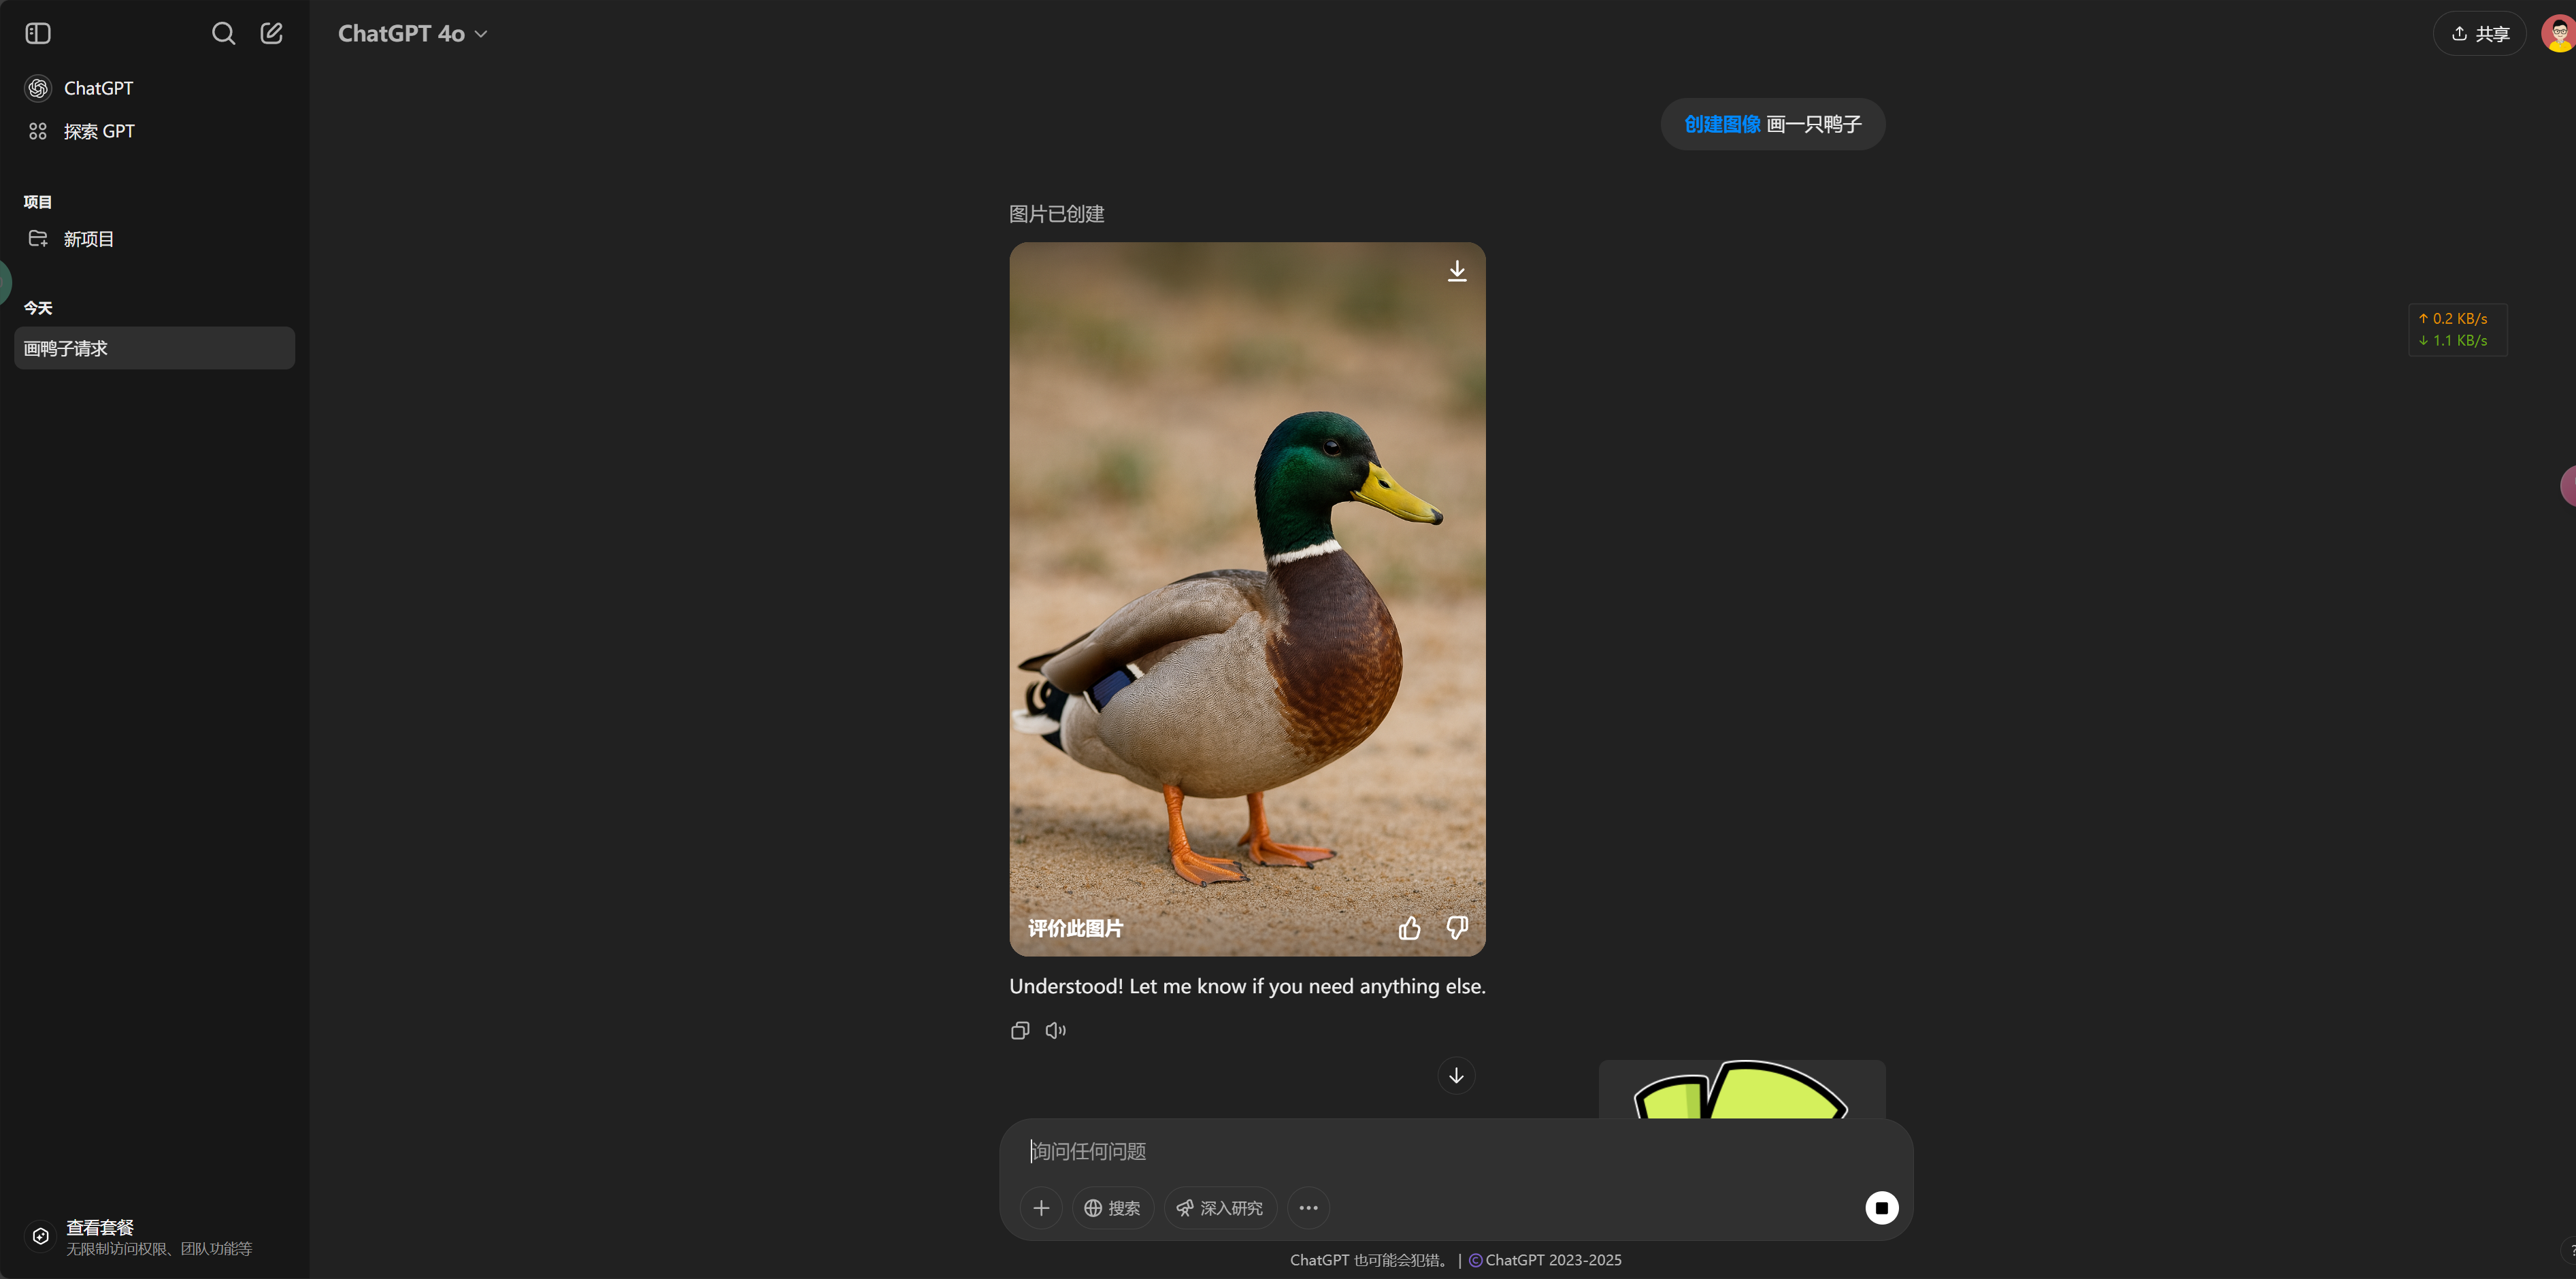 ChatGPT 4o
共享
ChatGPT
探索 GPT
项目
新项目
今天
画鸭子请求
创建图像 画一只鸭子
图片已创建
↑ 0.2 KB/s
↓ 1.1 KB/s
评价此图片
Understood! Let me know if you need anything else.
询问任何问题
搜索
深入研究
查看套餐
无限制访问权限、团队功能等
ChatGPT 也可能会犯错。 | © ChatGPT 2023-2025
?